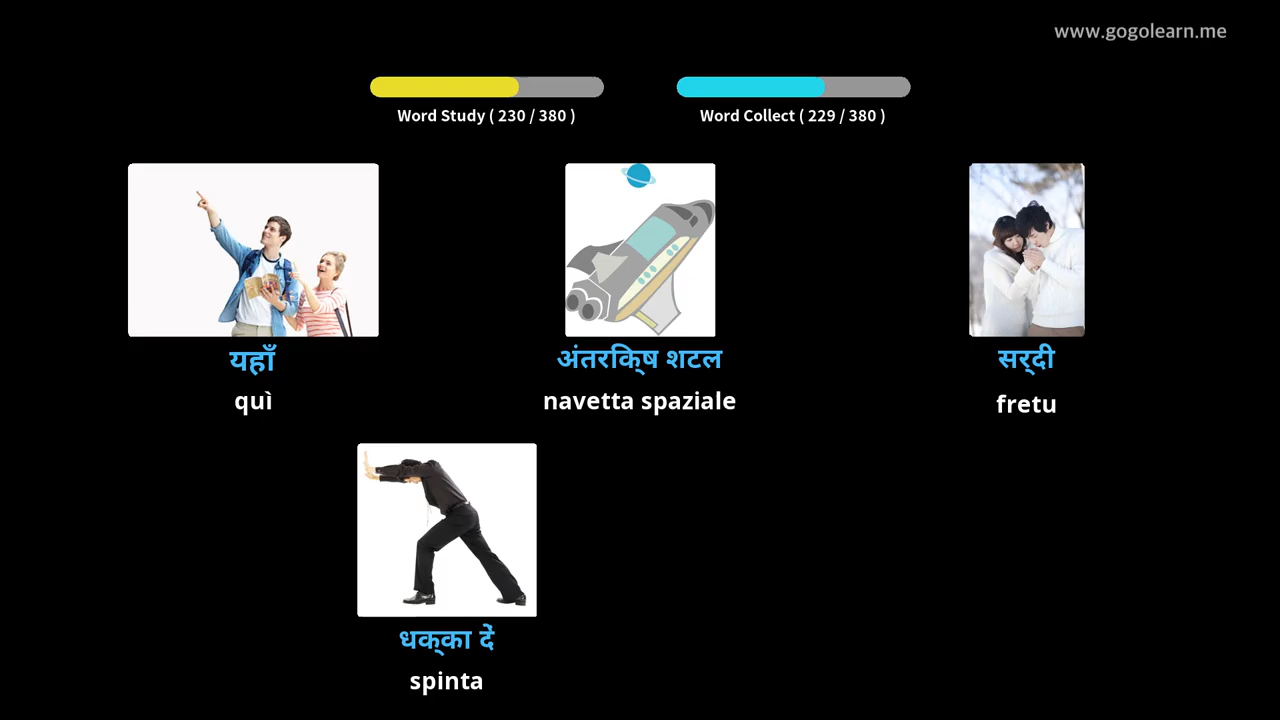 www.gogolearn.me
Word Study ( 230 / 380 )
Word Collect ( 229 / 380 )
यहाँ
अंतरिक्ष शटल
सर्दी
quì
navetta spaziale
fretu
धक्का दें
spinta